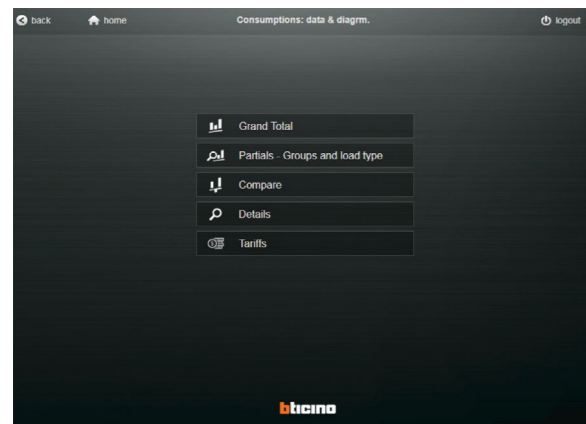 back home Consumptions: data & diagrm. logout
Grand Total
Partials - Groups and load type
Compare
Details
Tariffs
bticino